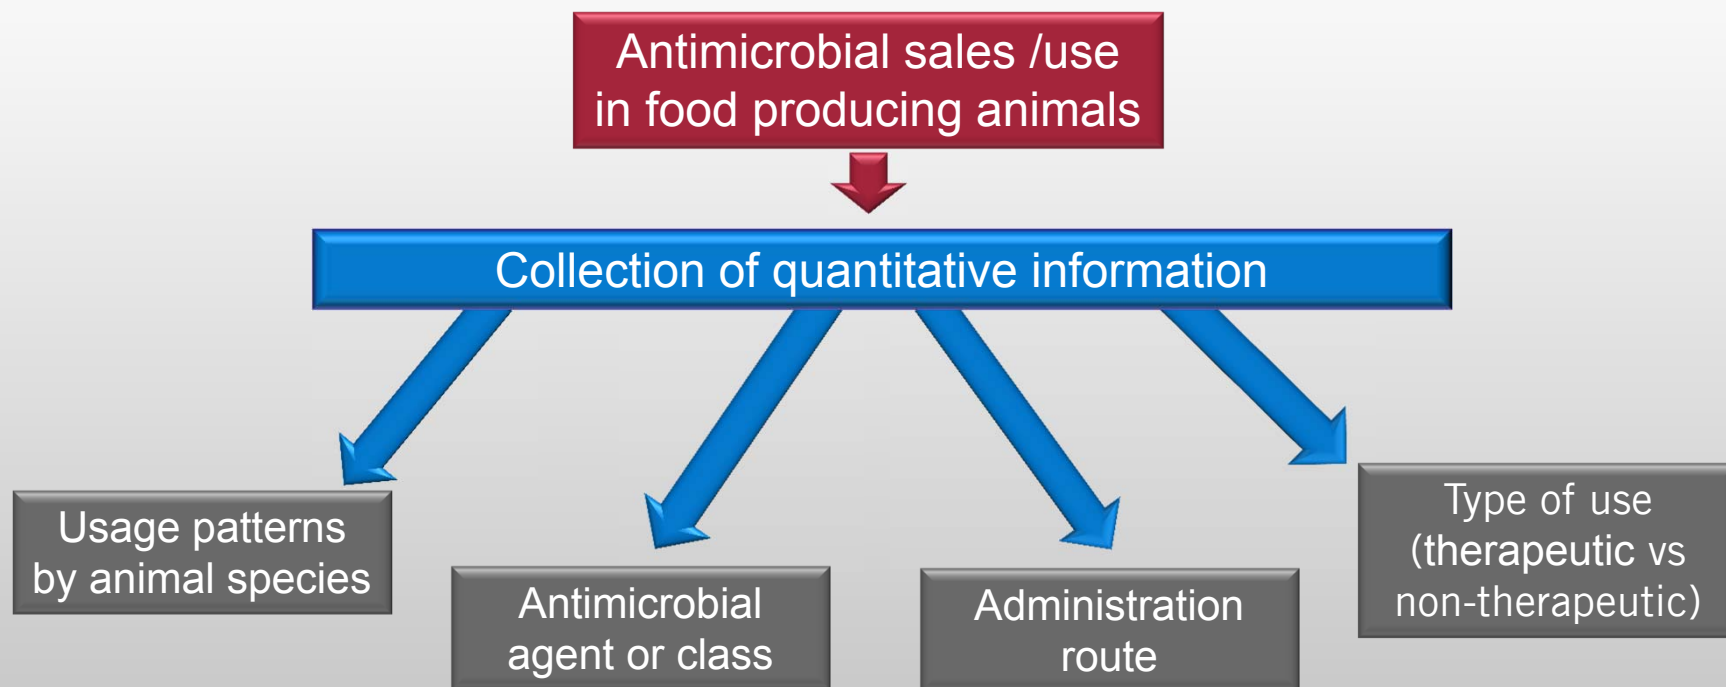 Antimicrobial sales /use
in food producing animals
Collection of quantitative information
Usage patterns
by animal species
Antimicrobial
agent or class
Administration
route
Type of use
(therapeutic vs
non-therapeutic)